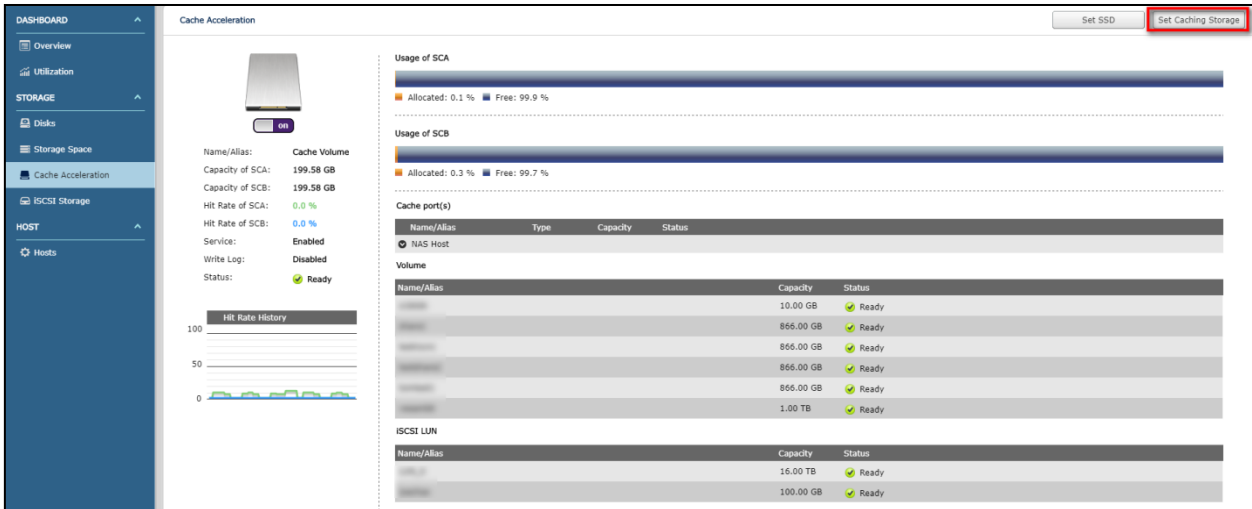 DASHBOARD
Overview
Utilization
STORAGE
Disks
Storage Space
Cache Acceleration
iSCSI Storage
HOST
Hosts
Cache Acceleration
Set SSD
Set Caching Storage
on
Name/Alias: Cache Volume
Capacity of SCA: 199.58 GB
Capacity of SCB: 199.58 GB
Hit Rate of SCA: 0.0 %
Hit Rate of SCB: 0.0 %
Service: Enabled
Write Log: Disabled
Status: Ready
Hit Rate History
100
50
0
Usage of SCA
Allocated: 0.1 % Free: 99.9 %
Usage of SCB
Allocated: 0.3 % Free: 99.7 %
Cache port(s)
Name/Alias Type Capacity Status
NAS Host
Volume
Name/Alias Capacity Status
10.00 GB Ready
866.00 GB Ready
866.00 GB Ready
866.00 GB Ready
866.00 GB Ready
1.00 TB Ready
iSCSI LUN
Name/Alias Capacity Status
16.00 TB Ready
100.00 GB Ready